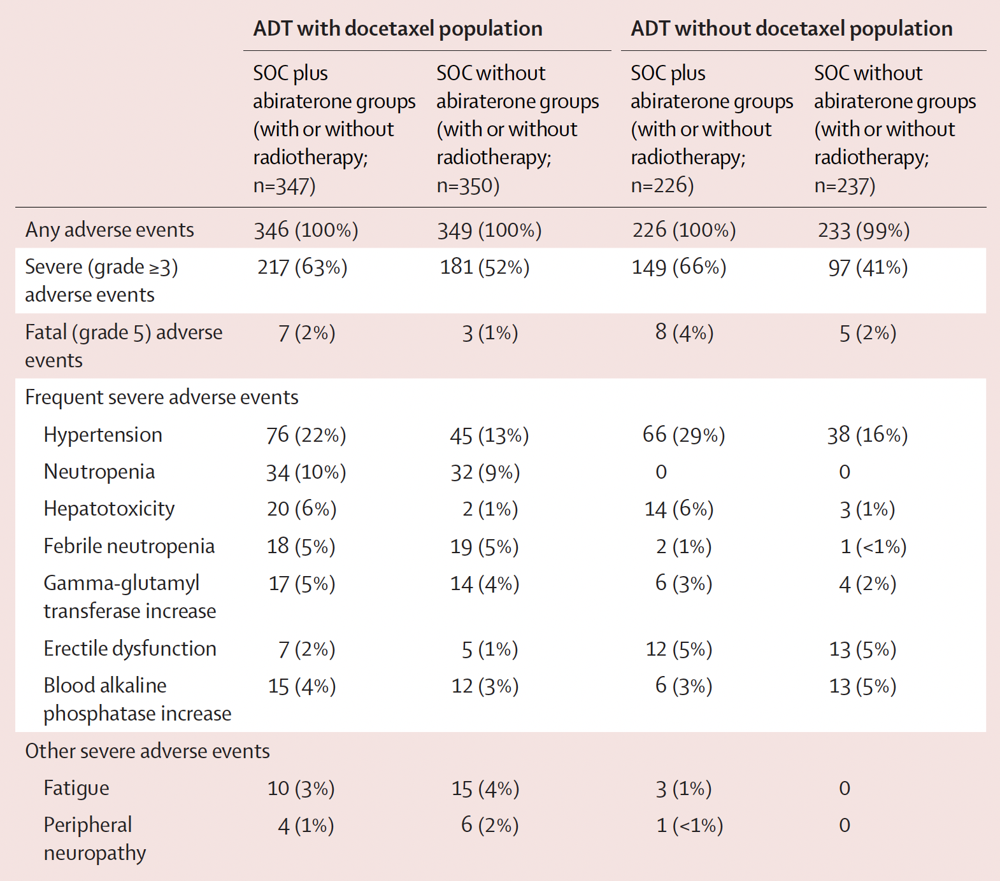 ADT with docetaxel population ADT without docetaxel population
SOC plus SOC without SOC plus SOC without
abiraterone groups abiraterone groups abiraterone groups abiraterone groups
(with or without (with or without (with or without (with or without
radiotherapy; radiotherapy; radiotherapy; radiotherapy;
n=347) n=350) n=226) n=237)
Any adverse events 346 (100%) 349 (100%) 226 (100%) 233 (99%)
Severe (grade ≥3) 217 (63%) 181 (52%) 149 (66%) 97 (41%)
adverse events
Fatal (grade 5) adverse 7 (2%) 3 (1%) 8 (4%) 5 (2%)
events
Frequent severe adverse events
Hypertension 76 (22%) 45 (13%) 66 (29%) 38 (16%)
Neutropenia 34 (10%) 32 (9%) 0 0
Hepatotoxicity 20 (6%) 2 (1%) 14 (6%) 3 (1%)
Febrile neutropenia 18 (5%) 19 (5%) 2 (1%) 1 (<1%)
Gamma-glutamyl 17 (5%) 14 (4%) 6 (3%) 4 (2%)
transferase increase
Erectile dysfunction 7 (2%) 5 (1%) 12 (5%) 13 (5%)
Blood alkaline 15 (4%) 12 (3%) 6 (3%) 13 (5%)
phosphatase increase
Other severe adverse events
Fatigue 10 (3%) 15 (4%) 3 (1%) 0
Peripheral 4 (1%) 6 (2%) 1 (<1%) 0
neuropathy